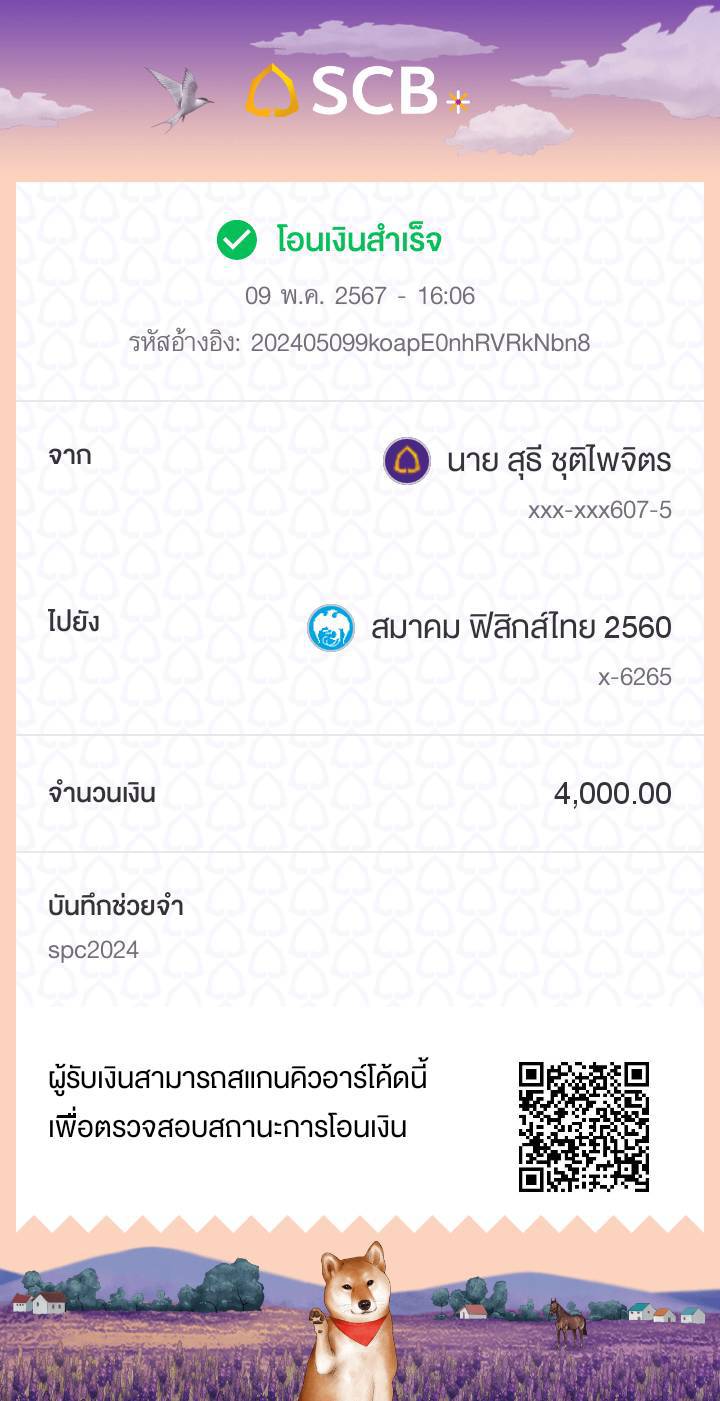 SCB
โอนเงินสำเร็จ
09 พ.ค. 2567 - 16:06
รหัสอ้างอิง: 202405099koapE0nhRVRkNbn8
จาก
นาย สุธี ชุติไพจิตร
xxx-xxx607-5
ไปยัง
สมาคม ฟิสิกส์ไทย 2560
x-6265
จำนวนเงิน
4,000.00
บันทึกช่วยจำ
spc2024
ผู้รับเงินสามารถสแกนคิวอาร์โค้ดนี้
เพื่อตรวจสอบสถานะการโอนเงิน